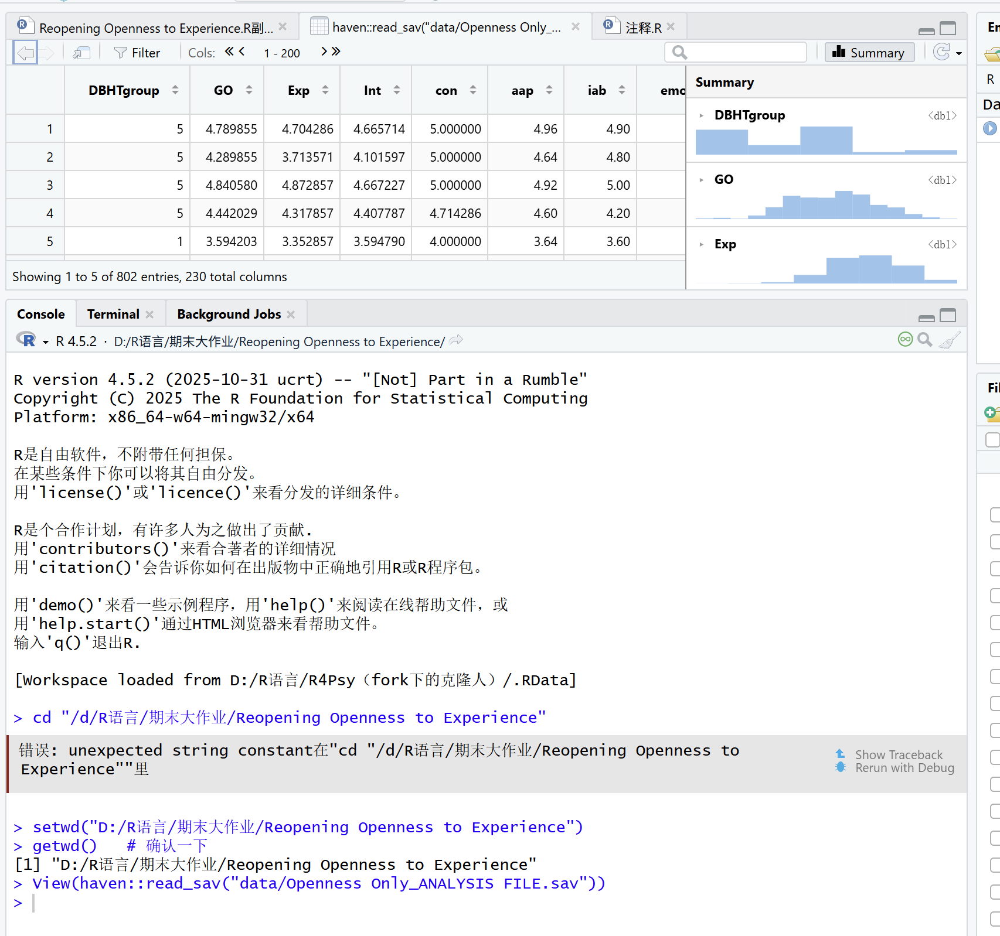 Reopening Openness to Experience.R副...
haven::read_sav("data/Openness Only_...
注释.R
Filter
Cols:
1 - 200
Summary
DBHTgroup GO Exp Int con aap iab emo
1 5 4.789855 4.704286 4.665714 5.000000 4.96 4.90
2 5 4.289855 3.713571 4.101597 5.000000 4.64 4.80
3 5 4.840580 4.872857 4.667227 5.000000 4.92 5.00
4 5 4.442029 4.317857 4.407787 4.714286 4.60 4.20
5 1 3.594203 3.352857 3.594790 4.000000 3.64 3.60
Showing 1 to 5 of 802 entries, 230 total columns
Summary
DBHTgroup <dbl>
GO <dbl>
Exp <dbl>
R
Da
Console
Terminal
Background Jobs
R 4.5.2 · D:/R语言/期末大作业/Reopening Openness to Experience/
R version 4.5.2 (2025-10-31 ucrt) -- "[Not] Part in a Rumble"
Copyright (C) 2025 The R Foundation for Statistical Computing
Platform: x86_64-w64-mingw32/x64
R是自由软件，不附带任何担保。
在某些条件下你可以将其自由分发。
用'license()'或'licence()'来看分发的详细条件。
R是个合作计划，有许多人为之做出了贡献.
用'contributors()'来看合著者的详细情况
用'citation()'会告诉你如何在出版物中正确地引用R或R程序包。
用'demo()'来看一些示例程序，用'help()'来阅读在线帮助文件，或
用'help.start()'通过HTML浏览器来看帮助文件。
输入'q()'退出R.
[Workspace loaded from D:/R语言/R4Psy（fork下的克隆人）/.RData]
> cd "/d/R语言/期末大作业/Reopening Openness to Experience"
错误: unexpected string constant在"cd "/d/R语言/期末大作业/Reopening Openness to
Experience""里
Show Traceback
Rerun with Debug
> setwd("D:/R语言/期末大作业/Reopening Openness to Experience")
> getwd()   # 确认一下
[1] "D:/R语言/期末大作业/Reopening Openness to Experience"
> View(haven::read_sav("data/Openness Only_ANALYSIS FILE.sav"))
>